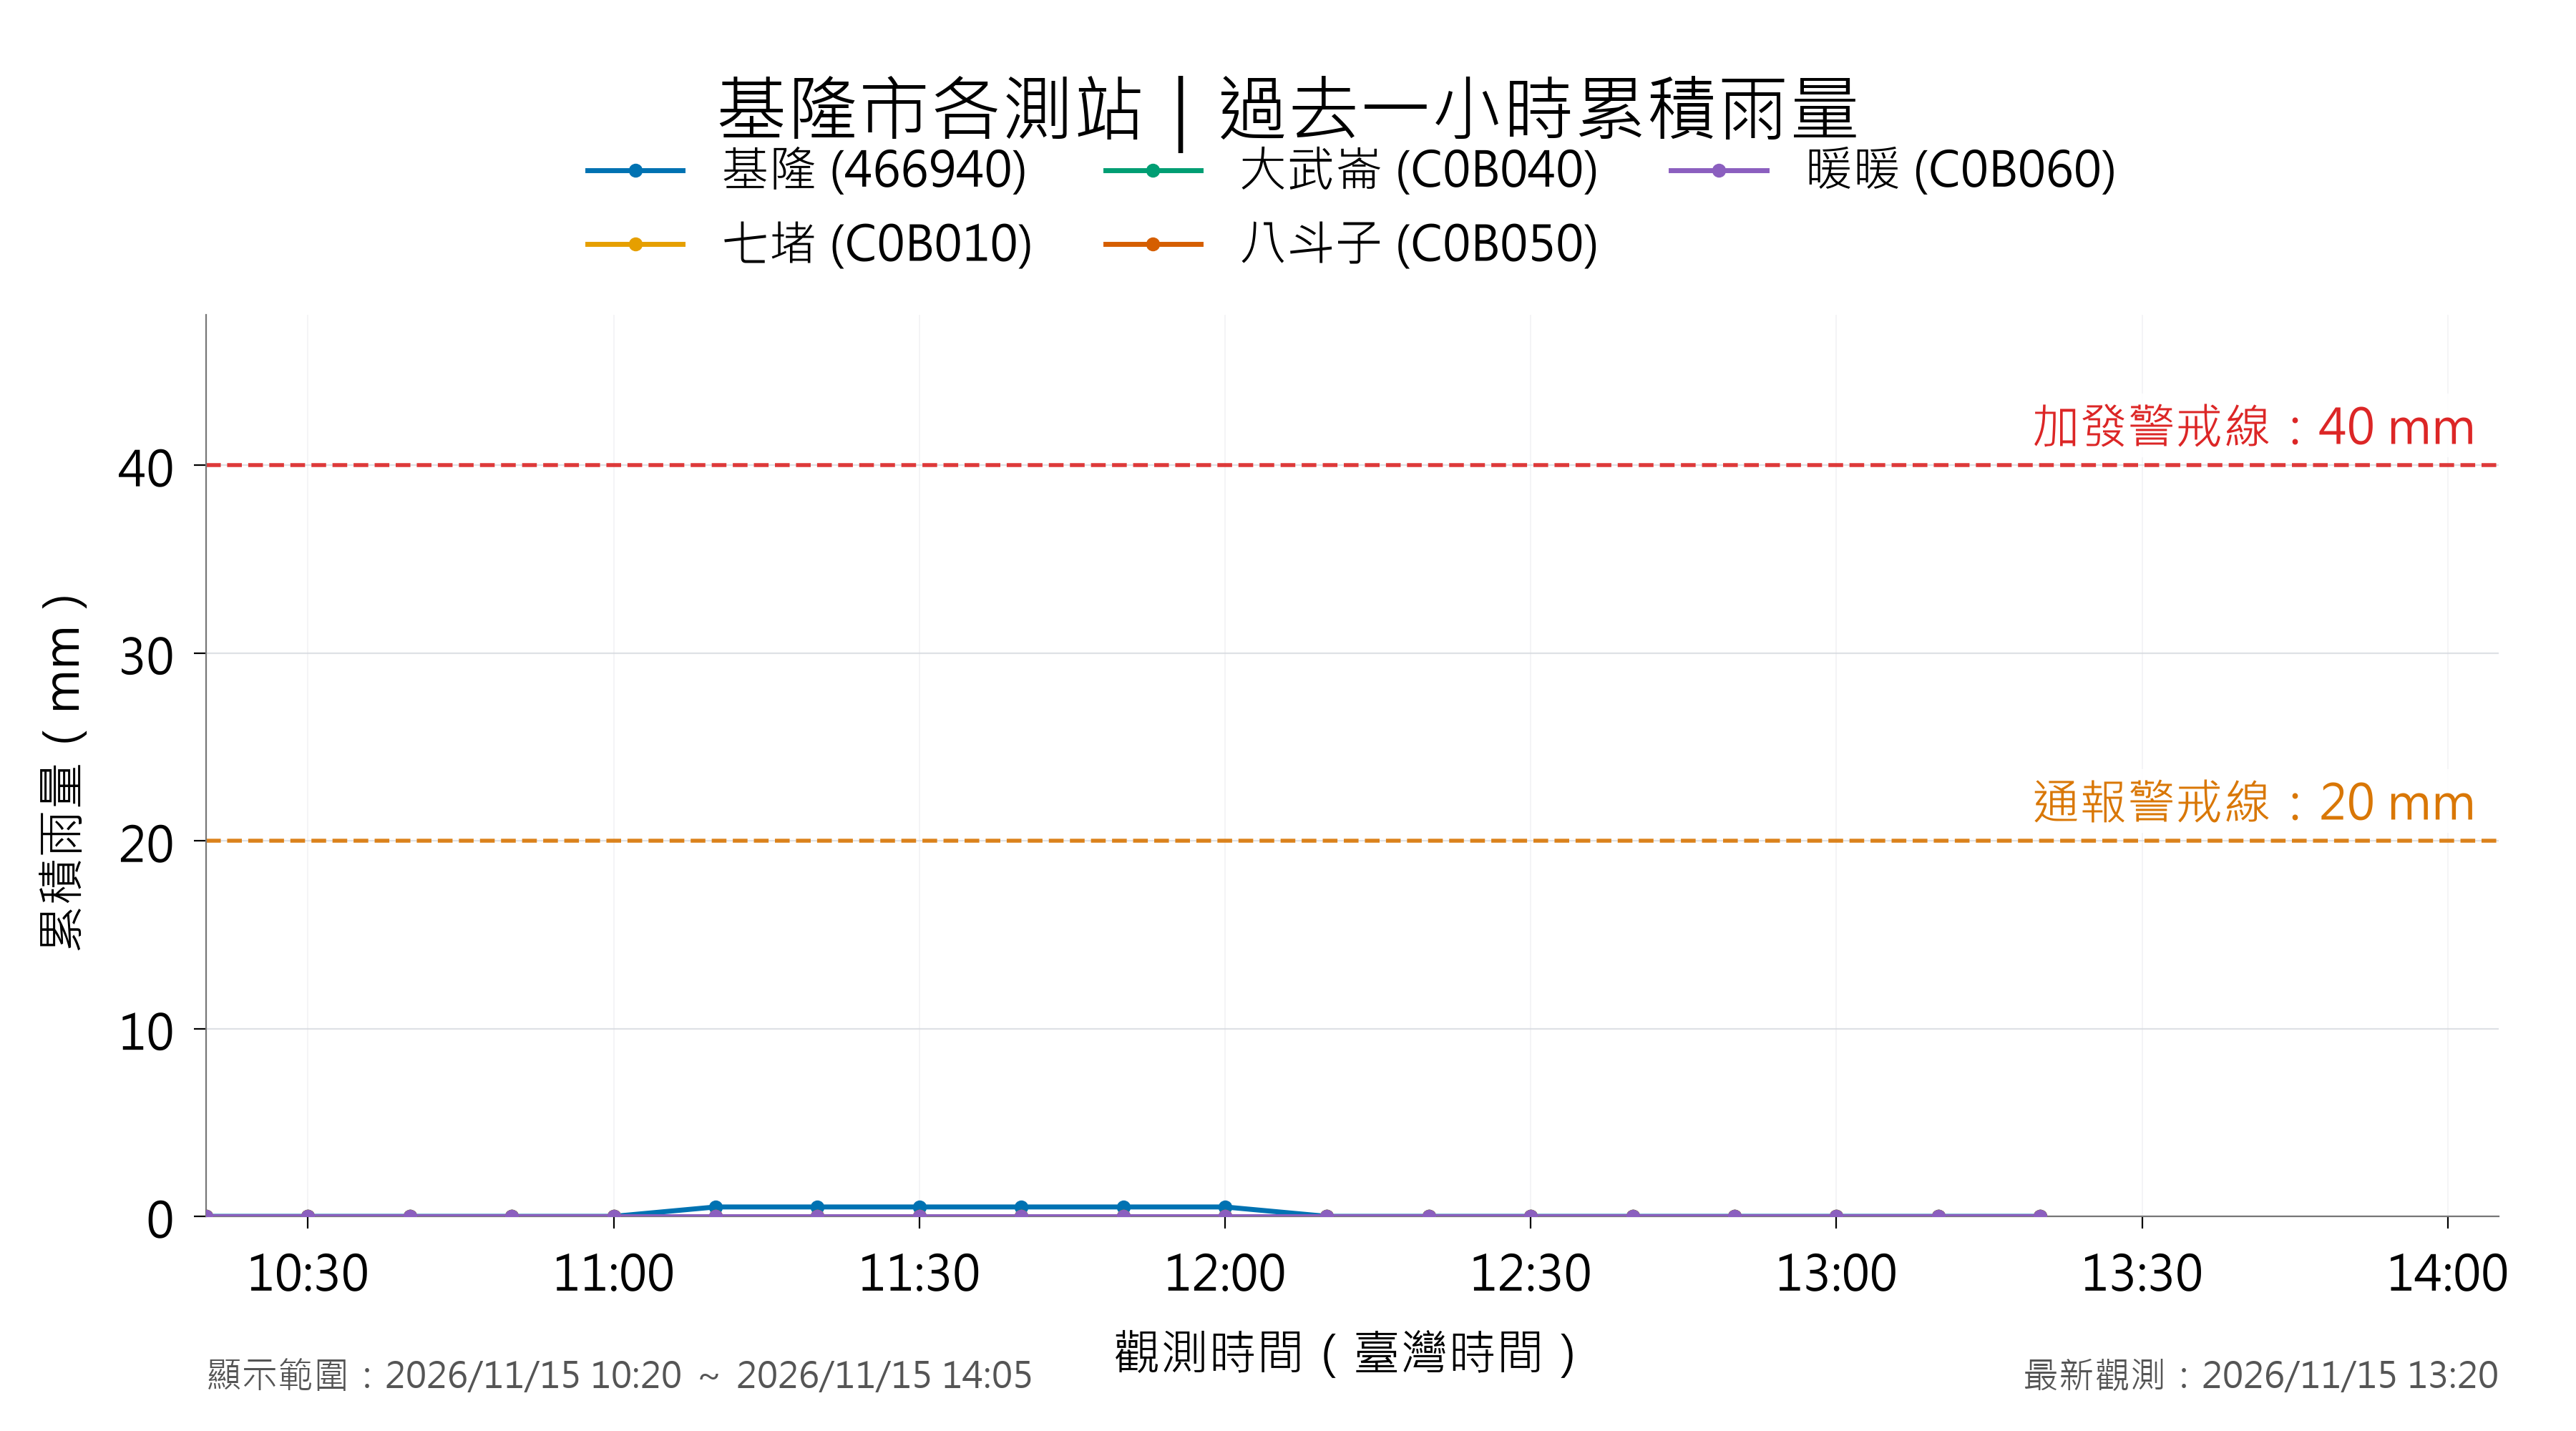 基隆市各測站｜過去一小時累積雨量
基隆 (466940)
大武崙 (C0B040)
暖暖 (C0B060)
七堵 (C0B010)
八斗子 (C0B050)
累積雨量（mm）
40
30
20
10
0
加發警戒線：40 mm
通報警戒線：20 mm
10:30 11:00 11:30 12:00 12:30 13:00 13:30 14:00
觀測時間（臺灣時間）
顯示範圍：2026/11/15 10:20 ~ 2026/11/15 14:05
最新觀測：2026/11/15 13:20